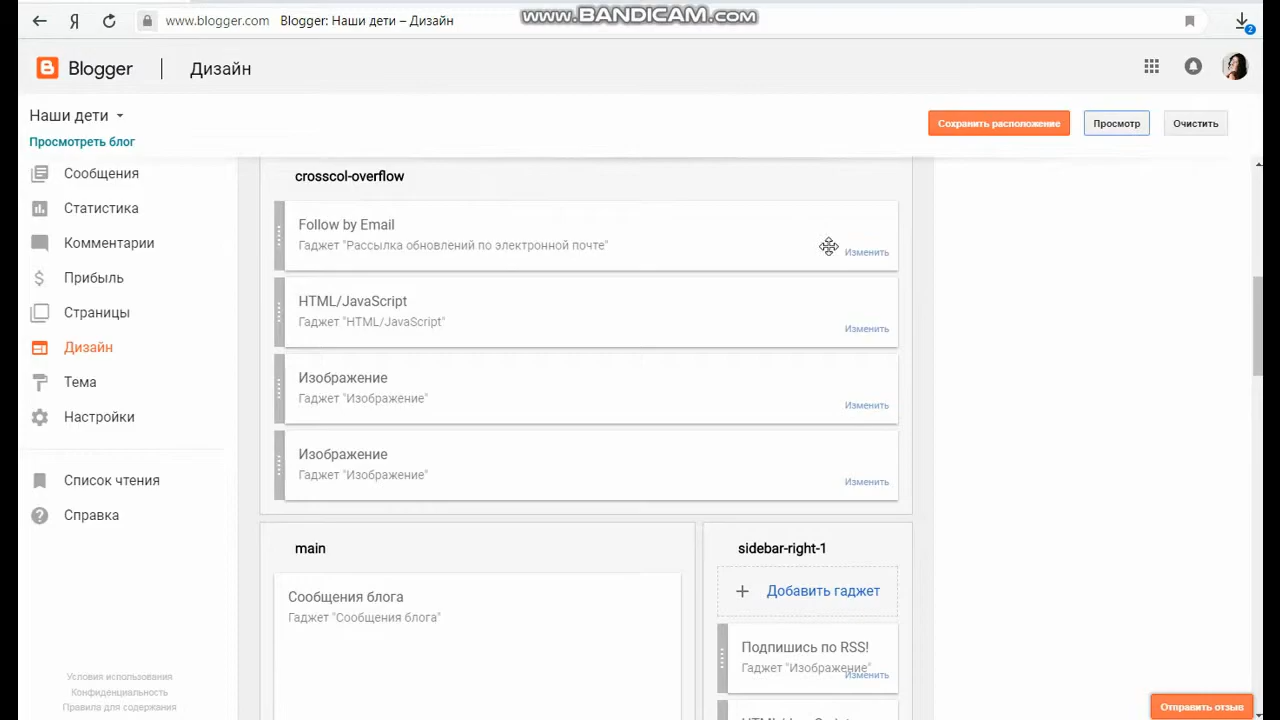 www.BANDICAM.com
Я www.blogger.com Blogger: Наши дети – Дизайн
2
Blogger | Дизайн
Наши дети
Сохранить расположение Просмотр Очистить
Просмотреть блог
Сообщения
Статистика
Комментарии
Прибыль
Страницы
Дизайн
Тема
Настройки
Список чтения
Справка
Условия использования
Конфиденциальность
Правила для содержания
crosscol-overflow
Follow by Email
Гаджет "Рассылка обновлений по электронной почте"
Изменить
HTML/JavaScript
Гаджет "HTML/JavaScript"
Изменить
Изображение
Гаджет "Изображение"
Изменить
Изображение
Гаджет "Изображение"
Изменить
main
Сообщения блога
Гаджет "Сообщения блога"
sidebar-right-1
+ Добавить гаджет
Подпишись по RSS!
Гаджет "Изображение"
Изменить
Отправить отзыв